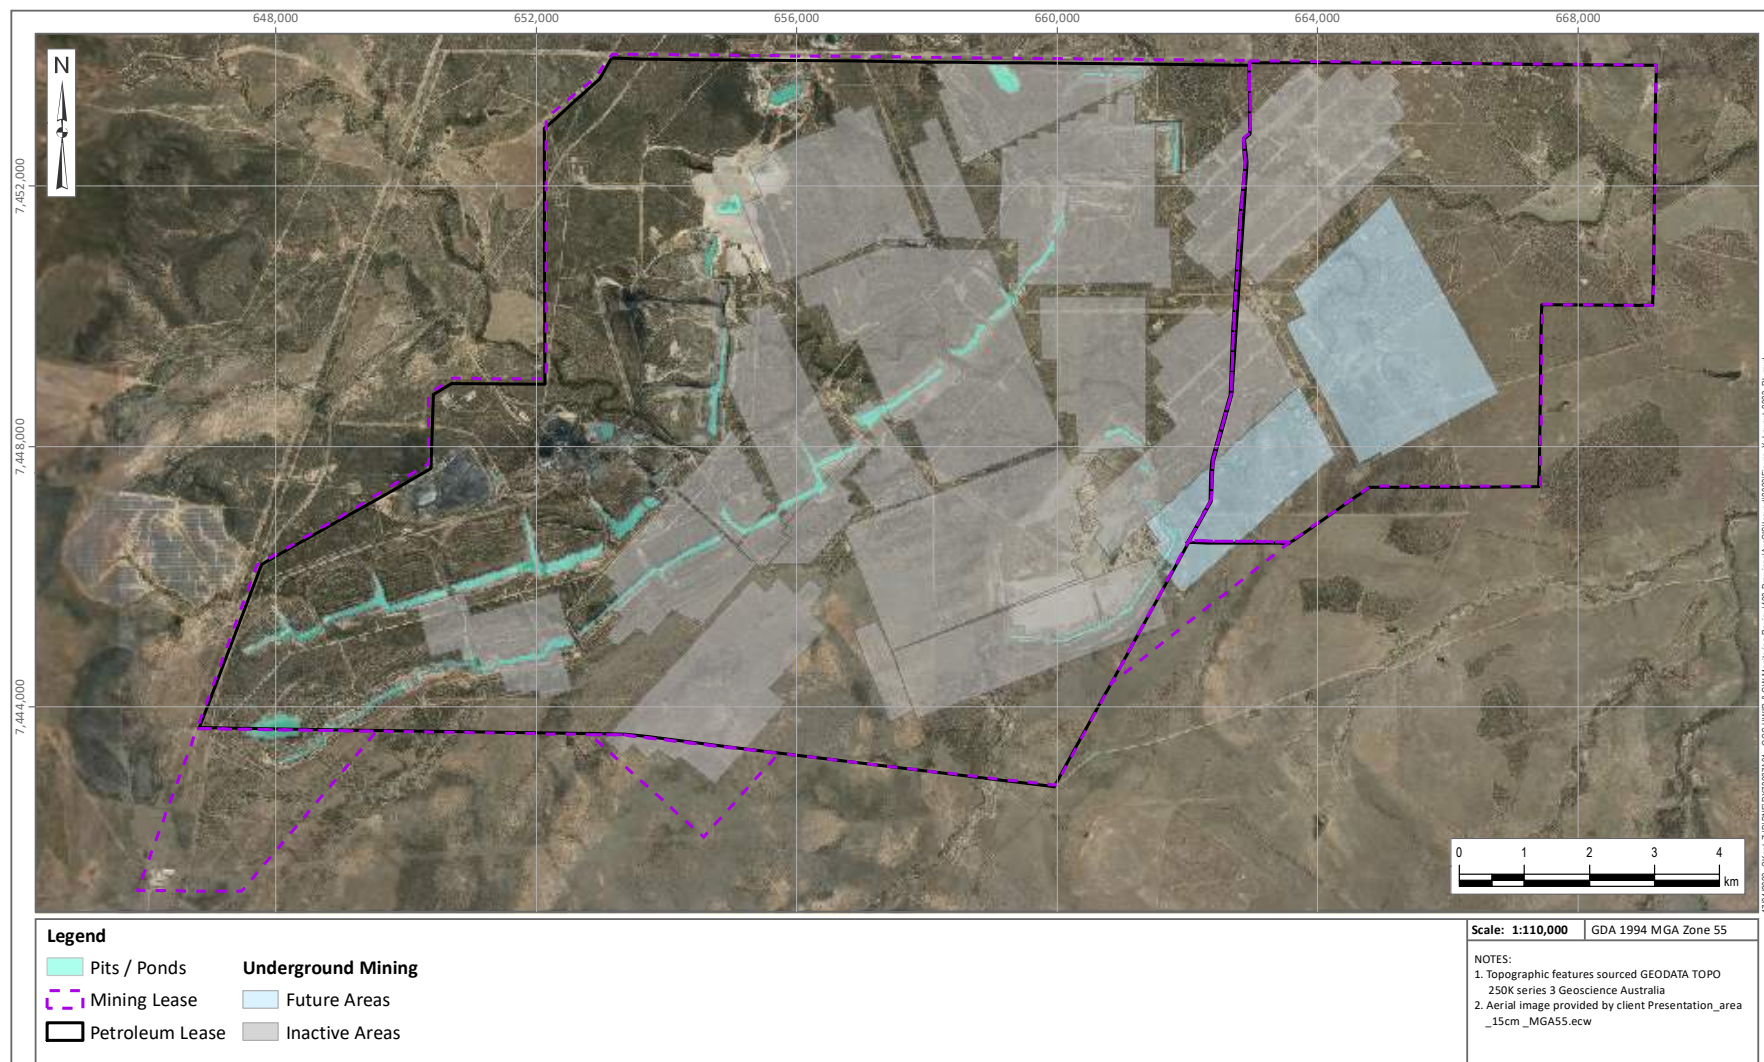 648,000
652,000
656,000
660,000
664,000
668,000
N
7,452,000
7,448,000
7,444,000
0
1
2
3
4
km
Legend
Pits / Ponds
Mining Lease
Petroleum Lease
Underground Mining
Future Areas
Inactive Areas
Scale: 1:110,000
GDA 1994 MGA Zone 55
NOTES:
1. Topographic features sourced GEODATA TOPO
250K series 3 Geoscience Australia
2. Aerial image provided by client Presentation_area
_15cm _MGA55.ecw